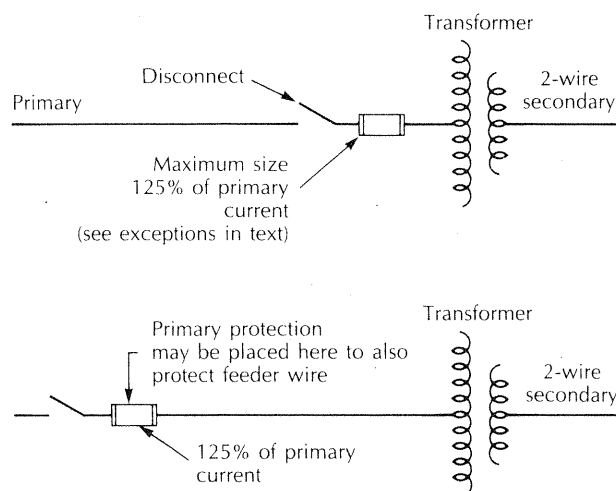 Transformer
Disconnect
2-wire
secondary
Primary
Maximum size
125% of primary
current
(see exceptions in text)
Transformer
Primary protection
may be placed here to also
protect feeder wire
2-wire
secondary
125% of primary
current